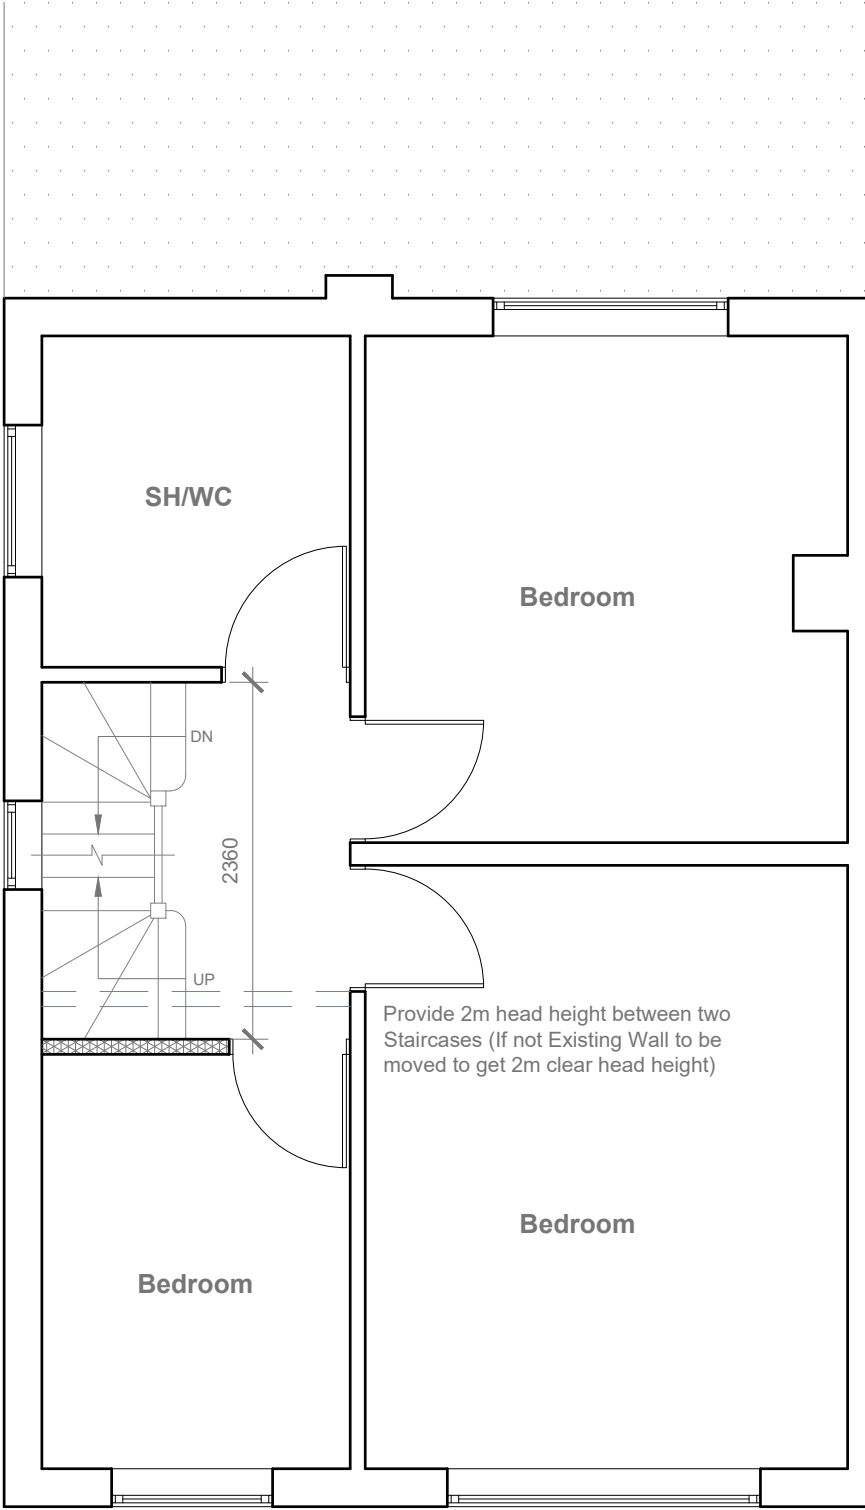 SH/WC
Bedroom
DN
2360
UP
Provide 2m head height between two
Staircases (If not Existing Wall to be
moved to get 2m clear head height)
Bedroom
Bedroom